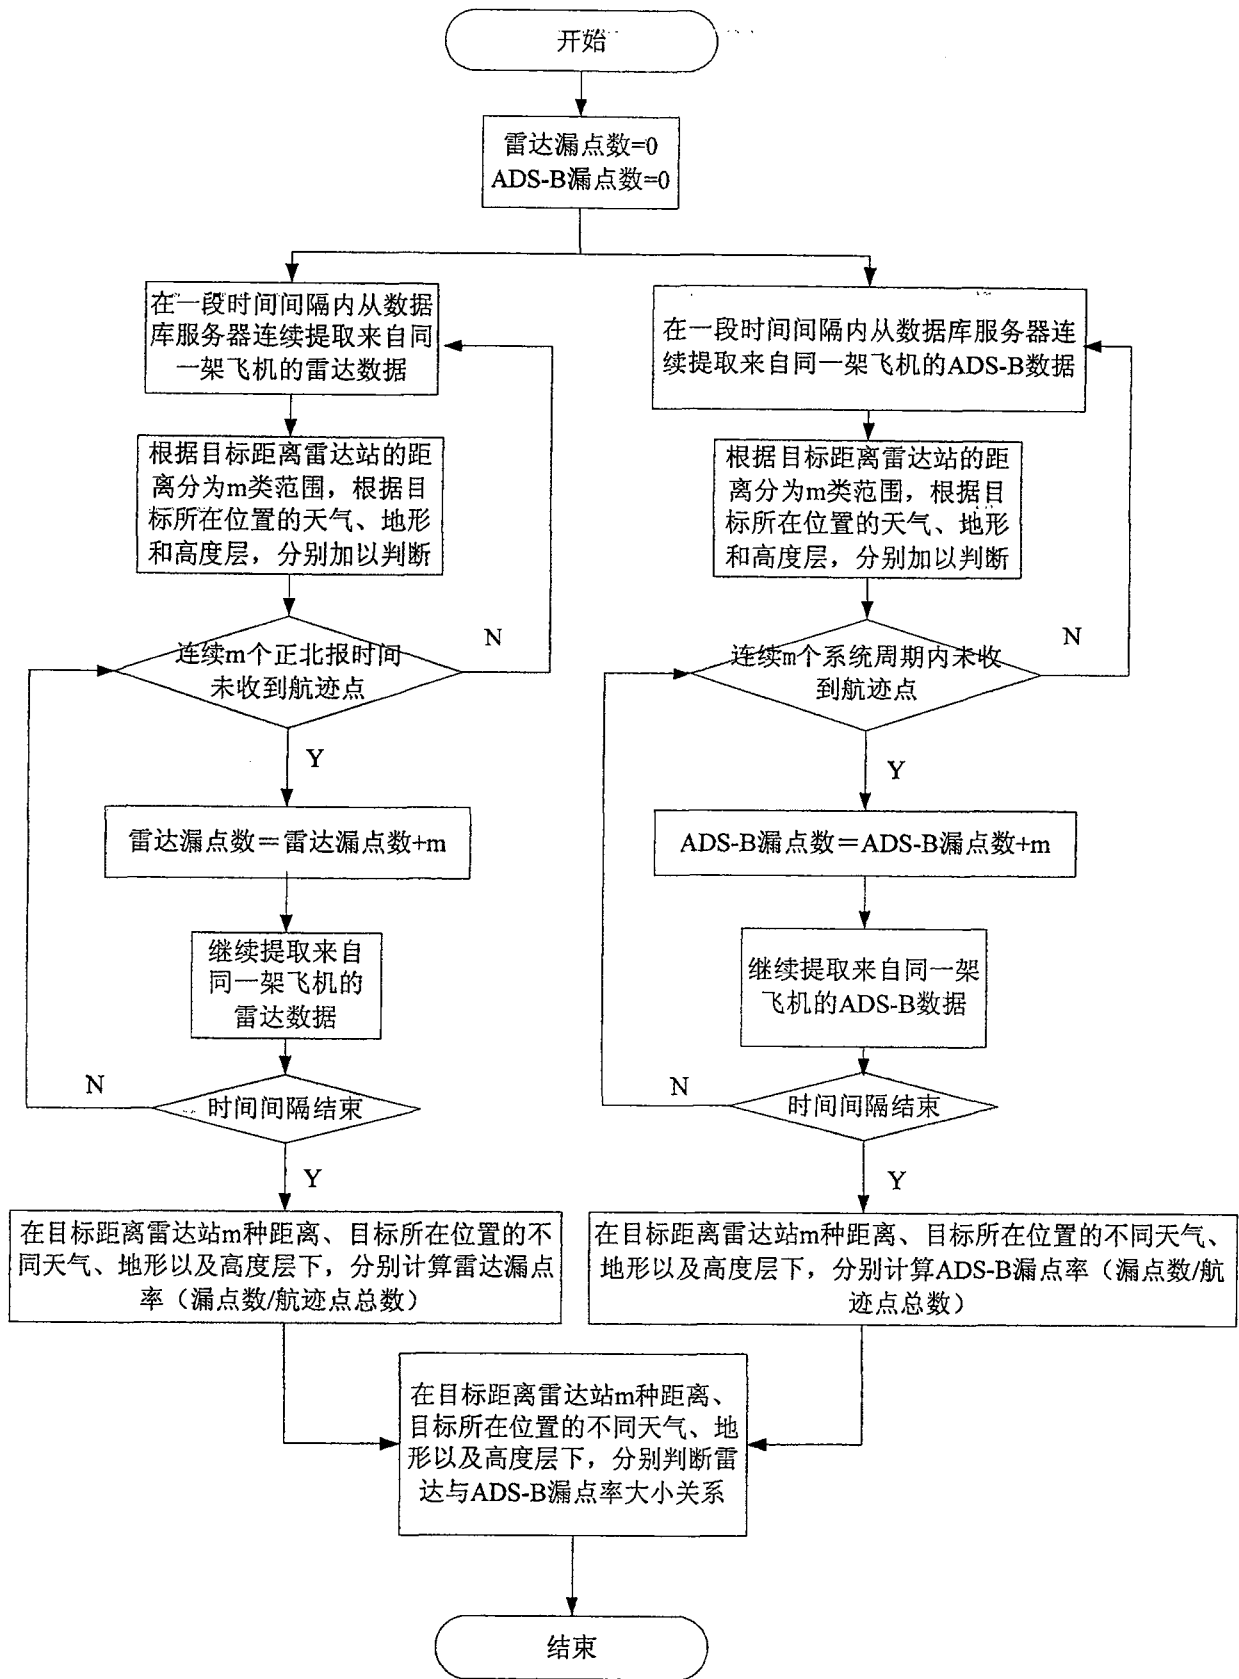 开始
雷达漏点数=0
ADS-B漏点数=0
在一段时间间隔内从数据
库服务器连续提取来自同
一架飞机的雷达数据
根据目标距离雷达站的距
离分为m类范围，根据目
标所在位置的天气、地形
和高度层，分别加以判断
连续m个正北报时间
未收到航迹点
N
Y
雷达漏点数＝雷达漏点数+m
继续提取来自
同一架飞机的
雷达数据
时间间隔结束
N
Y
在目标距离雷达站m种距离、目标所在位置的不
同天气、地形以及高度层下，分别计算雷达漏点
率（漏点数/航迹点总数）
在一段时间间隔内从数据库服务器连
续提取来自同一架飞机的ADS-B数据
根据目标距离雷达站的距
离分为m类范围，根据目
标所在位置的天气、地形
和高度层，分别加以判断
连续m个系统周期内未收
到航迹点
N
Y
ADS-B漏点数＝ADS-B漏点数+m
继续提取来自同一架
飞机的ADS-B数据
时间间隔结束
N
Y
在目标距离雷达站m种距离、目标所在位置的不同天气、
地形以及高度层下，分别计算ADS-B漏点率（漏点数/航
迹点总数）
在目标距离雷达站m种距离、
目标所在位置的不同天气、地
形以及高度层下，分别判断雷
达与ADS-B漏点率大小关系
结束